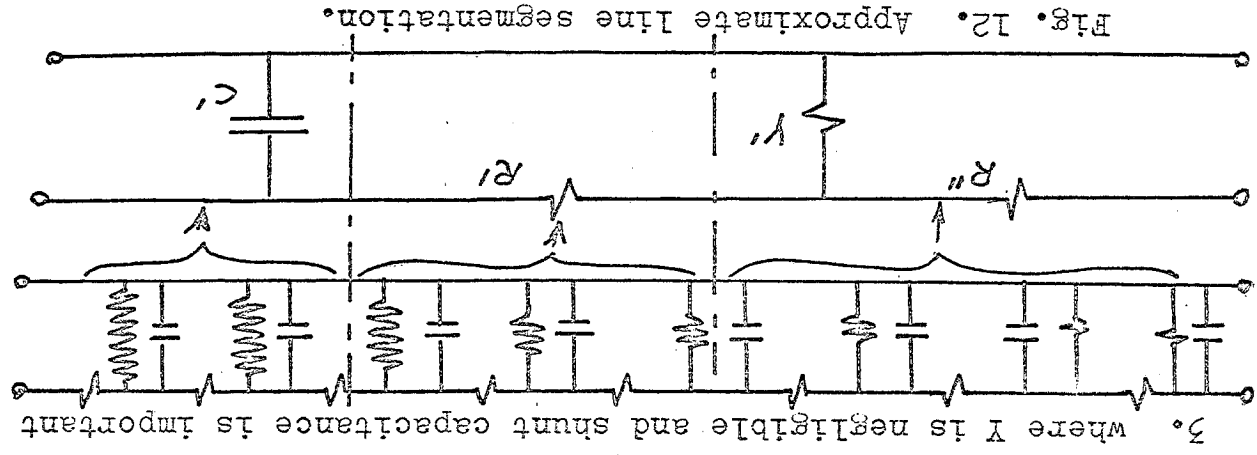 3. where Y is negligible and shunt capacitance is important
R"
R'
Y'
C'
Fig. 12. Approximate line segmentation.